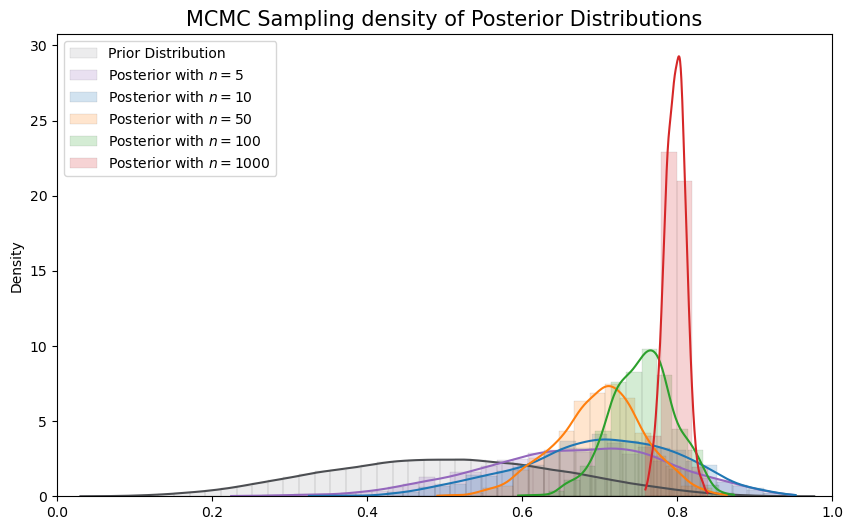 MCMC Sampling density of Posterior Distributions
Prior Distribution
Posterior with n = 5
Posterior with n = 10
Posterior with n = 50
Posterior with n = 100
Posterior with n = 1000
Density
30
25
20
15
10
5
0
0.0 0.2 0.4 0.6 0.8 1.0